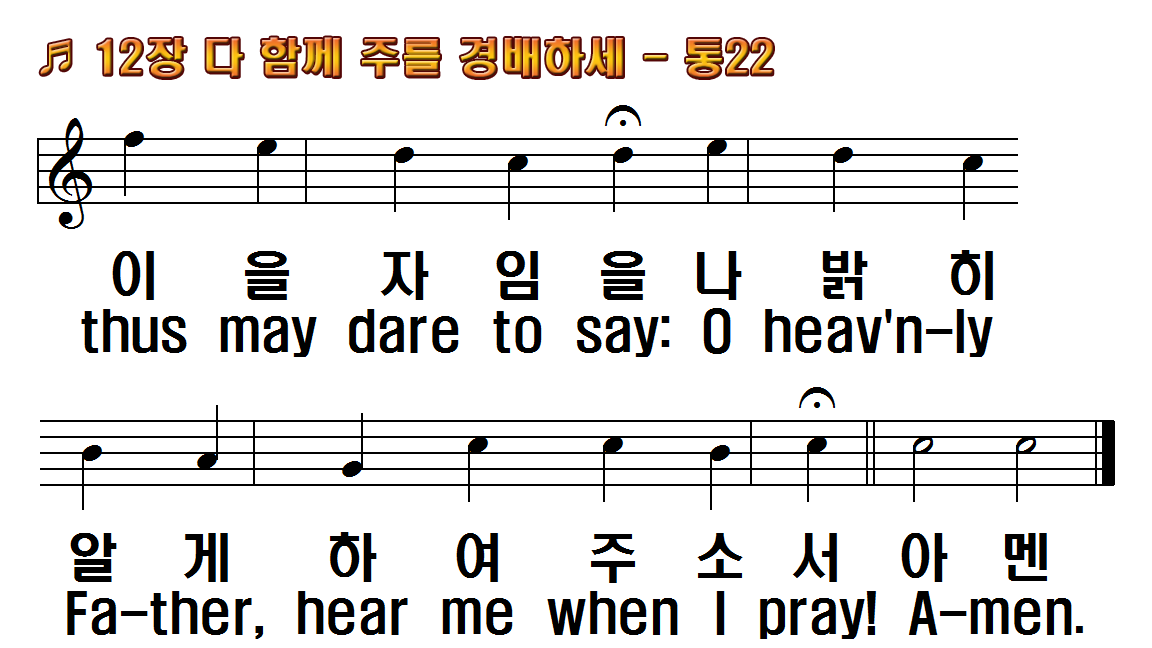 ♬ 12장 다 함께 주를 경배하세 - 통22
이 을 자 임 을 나 밝 히
thus may dare to say: O heav'n-ly
알 게 하 여 주 소 서 아 멘
Fa-ther, hear me when I pray! A-men.